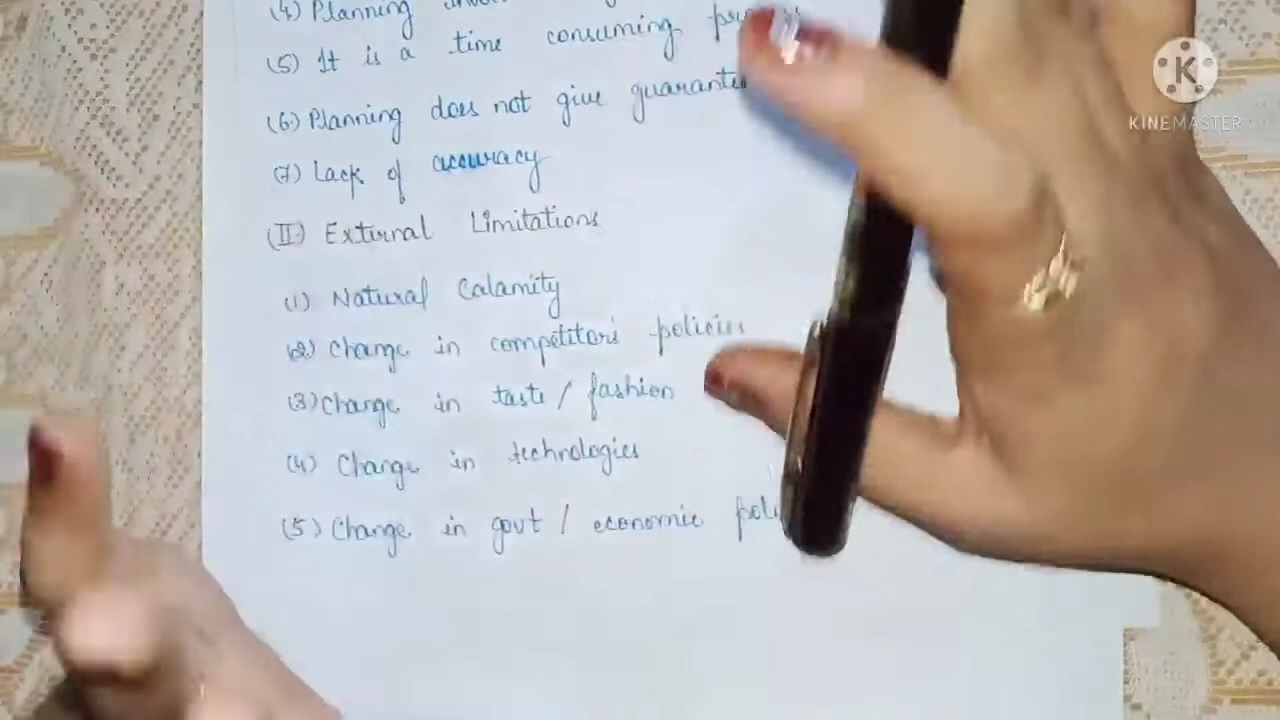 (4) Planning
(5) It is a time consuming
(6) Planning does not give
(7) Lack of accuracy
(II) External Limitations
(1) Natural Calamity
(2) Change in competitors policies
(3) Change in taste / fashion
(4) Change in technologies
(5) Change in govt / economic
K
KINEMASTER